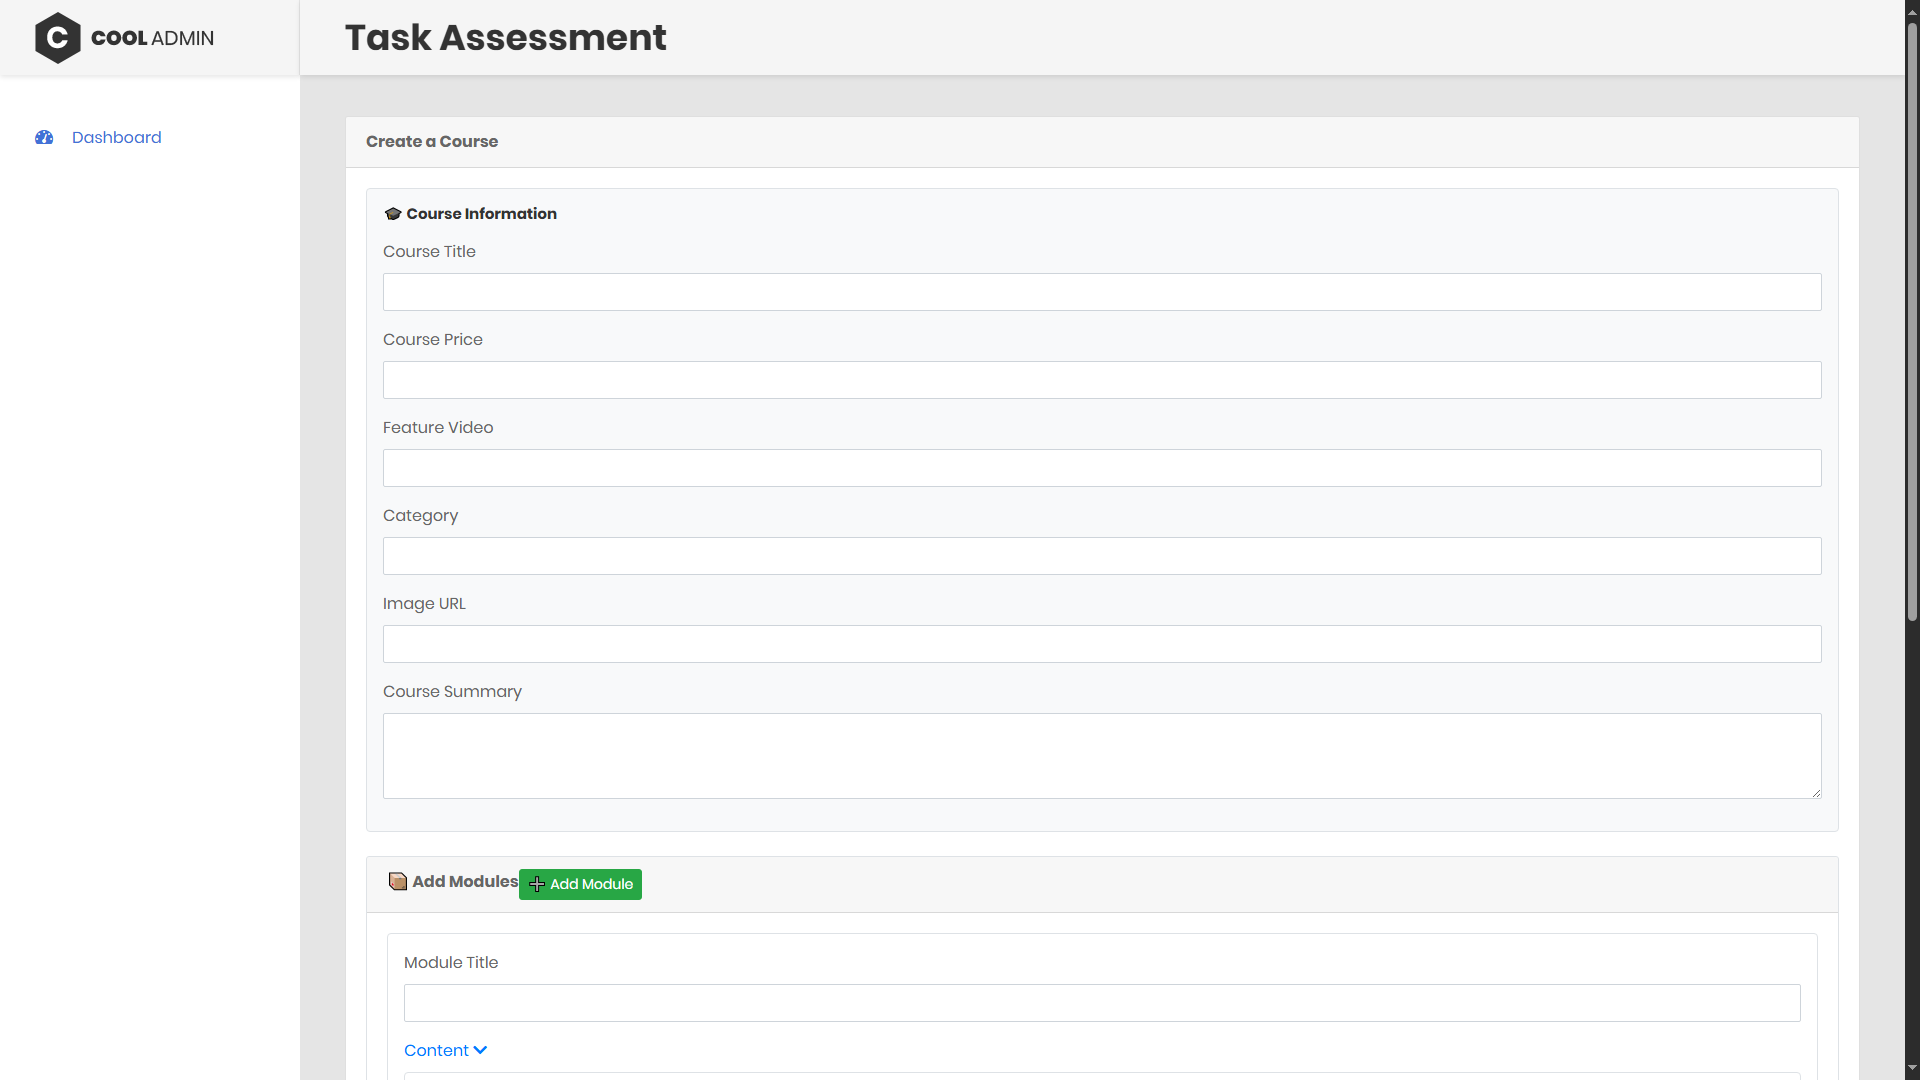 COOL ADMIN
Task Assessment
Dashboard
Create a Course
Course Information
Course Title
Course Price
Feature Video
Category
Image URL
Course Summary
Add Modules
Add Module
Module Title
Content